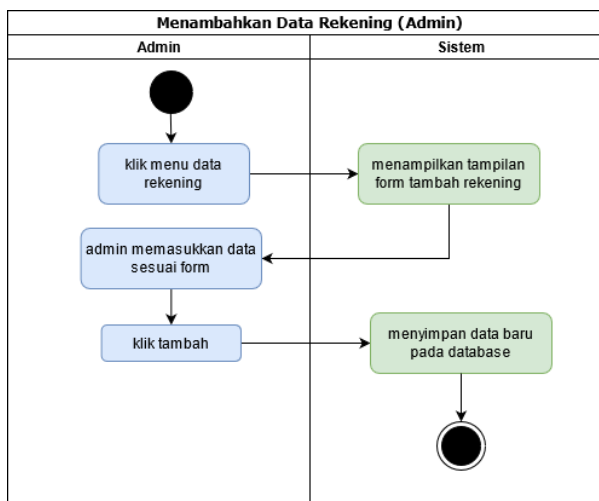 Menambahkan Data Rekening (Admin)
Admin
Sistem
klik menu data
rekening
menampilkan tampilan
form tambah rekening
admin memasukkan data
sesuai form
klik tambah
menyimpan data baru
pada database